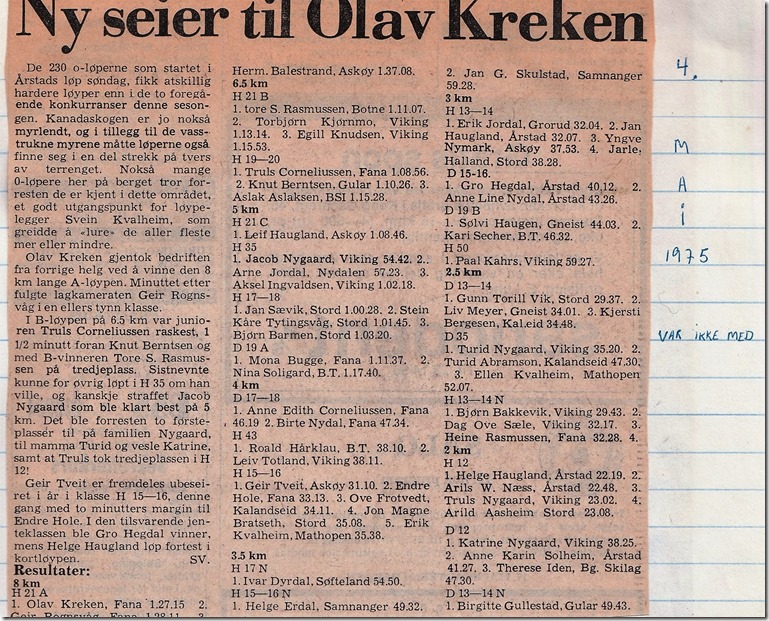 Ny seier til Olav Kreken
De 230 o-løperne som startet i
Årstads løp søndag, fikk atskillig
hardere løyper enn i de to foregå-
ende konkurranser denne seson-
gen. Kanadaskogen er jo nokså
myrlendt, og i tillegg til de vass-
trukne myrene måtte løperne også
finne seg i en del strekk på tvers
av terrenget. Nokså mange
0-løpere her på berget tror for-
resten de er kjent i dette området,
et godt utgangspunkt for løype-
legger Svein Kvalheim, som
greidde å «lure» de aller fleste
mer eller mindre.
Olav Kreken gjentok bedriften
fra forrige helg ved å vinne den 8
km lange A-løypen. Minuttet etter
fulgte lagkameraten Geir Rogns-
våg i en ellers tynn klasse.
I B-løypen på 6.5 km var junio-
ren Truls Corneliussen raskest, 1
1/2 minutt foran Knut Berntsen og
med B-vinneren Tore S. Rasmus-
sen på tredjeplass. Sistnevnte
kunne for øvrig løpt i H 35 om han
ville, og kanskje straffet Jacob
Nygaard som ble klart best på 5
km. Det ble forresten to første-
plasser til på familien Nygaard,
til mamma Turid og vesle Katrine,
samt at Truls tok tredjeplassen i H
12!
Geir Tveit er fremdeles ubesei-
ret i år i klasse H 15—16, denne
gang med to minutters margin til
Endre Hole. I den tilsvarende jen-
teklassen ble Gro Hegdal vinner,
mens Helge Haugland løp fortest i
kortløypen. SV.
Resultater:
8 km
H 21 A
1. Olav Kreken, Fana 1.27.15 2.
Geir Rognsvåg, Fana 1.28.11 3.
Herm. Balestrand, Askøy 1.37.08.
6.5 km
H 21 B
1. tore S. Rasmussen, Botne 1.11.07.
2. Torbjørn Kjørnmo, Viking
1.13.14. 3. Egill Knudsen, Viking
1.15.53.
H 19—20
1. Truls Corneliussen, Fana 1.08.56.
2. Knut Berntsen, Gular 1.10.26. 3.
Aslak Aslaksen, BSI 1.15.28.
5 km
H 21 C
1. Leif Haugland, Askøy 1.08.46.
H 35
1. Jacob Nygaard, Viking 54.42. 2.
Arne Jordal, Nydalen 57.23. 3.
Aksel Ingvaldsen, Viking 1.02.18.
H 17—18
1. Jan Sævik, Stord 1.00.28. 2. Stein
Kåre Tytingsvåg, Stord 1.01.45. 3.
Bjørn Barmen, Stord 1.03.20.
D 19 A
1. Mona Bugge, Fana 1.11.37. 2.
Nina Soligard, B.T. 1.17.40.
4 km
D 17—18
1. Anne Edith Corneliussen, Fana
46.19 2. Birte Nydal, Fana 47.34.
H 43
1. Roald Hårklau, B.T. 38.10. 2.
Leiv Totland, Viking 38.11.
H 15—16
1. Geir Tveit, Askøy 31.10. 2. Endre
Hole, Fana 33.13. 3. Ove Frotvedt,
Kalandseid 34.11. 4. Jon Magne
Bratseth, Stord 35.08. 5. Erik
Kvalheim, Mathopen 35.38.
3.5 km
H 17 N
1. Ivar Dyrdal, Søfteland 54.50.
H 15—16 N
1. Helge Erdal, Samnanger 49.32.
2. Jan G. Skulstad, Samnanger
59.28.
3 km
H 13—14
1. Erik Jordal, Grorud 32.04. 2. Jan
Haugland, Årstad 32.07. 3. Yngve
Nymark, Askøy 37.53. 4. Jarle
Halland, Stord 38.28.
D 15-16.
1. Gro Hegdal, Årstad 40,12. 2.
Anne Line Nydal, Årstad 43.26.
D 19 B
1. Sølvi Haugen, Gneist 44.03. 2.
Kari Secher, B.T. 46.32.
H 50
1. Paal Kahrs, Viking 59.27.
2.5 km
D 13—14
1. Gunn Torill Vik, Stord 29.37. 2.
Liv Meyer, Gneist 34.01. 3. Kjersti
Bergesen, Kal.eid 34.48.
D 35
1. Turid Nygaard, Viking 35.20. 2.
Turid Abramson, Kalandseid 47.30.
3. Ellen Kvalheim, Mathopen
52.07.
H 13—14 N
1. Bjørn Bakkevik, Viking 29.43. 2.
Dag Ove Sæle, Viking 32.17. 3.
Heine Rasmussen, Fana 32.28. 4.
2 km
H 12
1. Helge Haugland, Årstad 22.19. 2.
Arils W. Næss, Årstad 22.48. 3.
Truls Nygaard, Viking 23.02. 4.
Arild Aasheim Stord 23.08.
D 12
1. Katrine Nygaard, Viking 38.25.
2. Anne Karin Solheim, Årstad
41.27. 3. Therese Iden, Bg. Skilag
47.30.
D 13—14 N
1. Birgitte Gullestad, Gular 49.43.
4.
M
A
i
1975
VAR IKKE MED